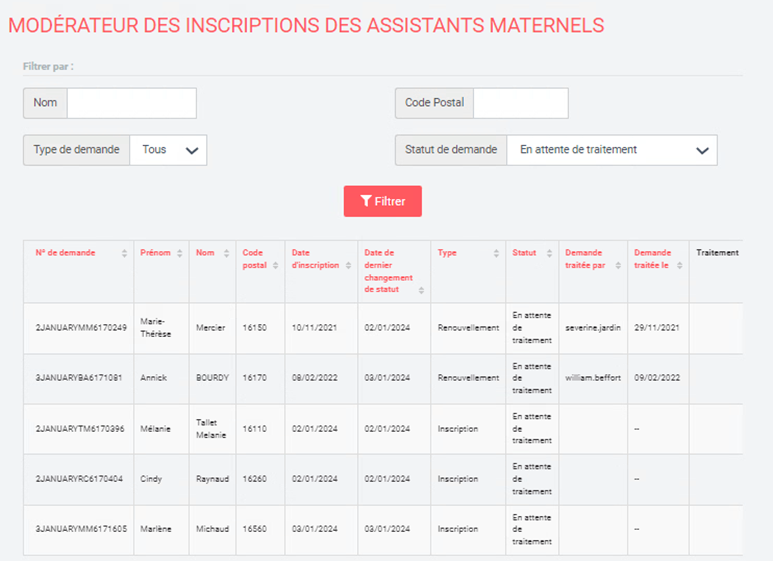 MODÉRATEUR DES INSCRIPTIONS DES ASSISTANTS MATERNELS
Filtrer par :
Nom
Code Postal
Type de demande Tous
Statut de demande En attente de traitement
Filtrer
N° de demande Prénom Nom Code postal Date d'inscription Date de dernier changement de statut Type Statut Demande traitée par Demande traitée le Traitement
2JANUARYMM6170249 Marie-Thérèse Mercier 16150 10/11/2021 02/01/2024 Renouvellement En attente de traitement severine.jardin 29/11/2021
3JANUARYBA6171081 Annick BOURDY 16170 08/02/2022 03/01/2024 Renouvellement En attente de traitement william.beffort 09/02/2022
2JANUARYTM6170396 Mélanie Tallet Melanie 16110 02/01/2024 02/01/2024 Inscription En attente de traitement --
2JANUARYRC6170404 Cindy Raynaud 16260 02/01/2024 02/01/2024 Inscription En attente de traitement --
3JANUARYMM6171605 Marlène Michaud 16560 03/01/2024 03/01/2024 Inscription En attente de traitement --